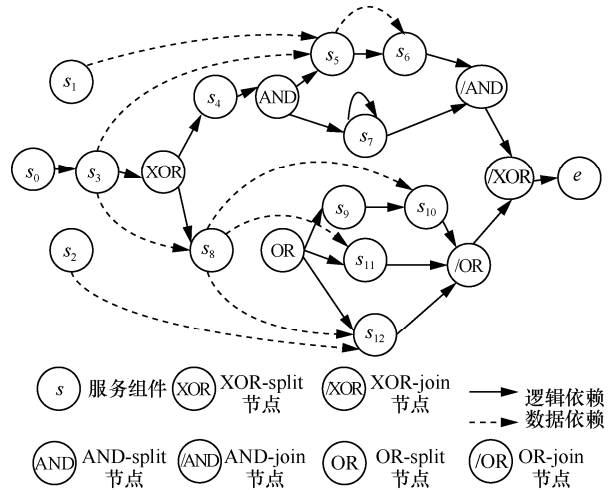 s5
s6
s1
s4
AND
/AND
s7
s0
s3
XOR
/XOR
e
s9
s10
s2
s8
OR
s11
/OR
s12
s 服务组件
XOR XOR-split 节点
/XOR XOR-join 节点
逻辑依赖
数据依赖
AND AND-split 节点
/AND AND-join 节点
OR OR-split 节点
/OR OR-join 节点